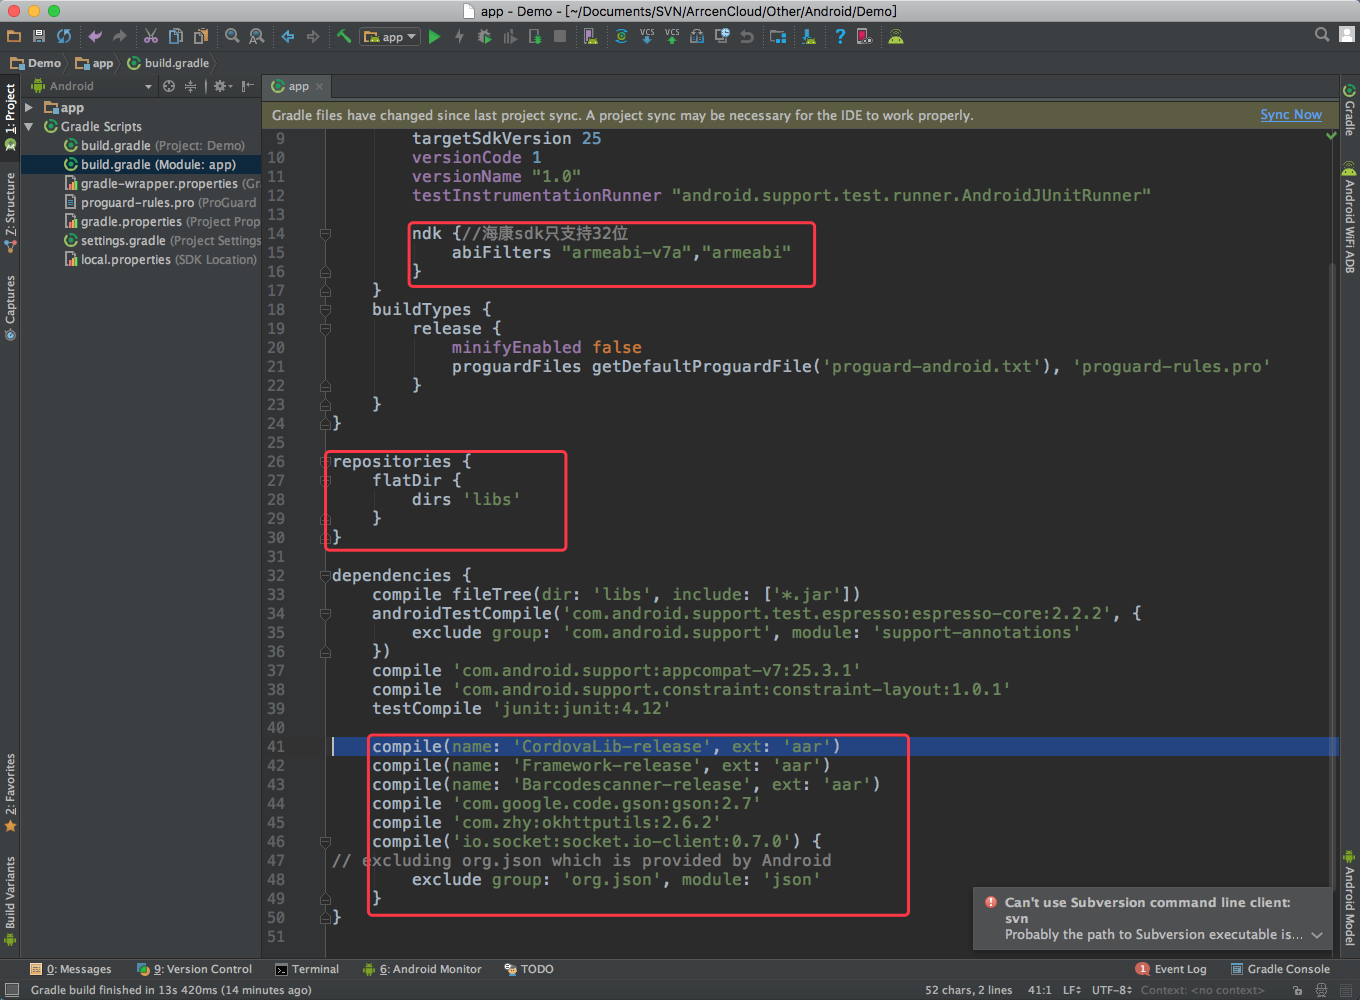 app - Demo - [~/Documents/SVN/ArrcenCloud/Other/Android/Demo]
app
VCS
VCS
Demo
app
build.gradle
1: Project
Z: Structure
Captures
2: Favorites
Build Variants
Android
app
Gradle Scripts
build.gradle (Project: Demo)
build.gradle (Module: app)
gradle-wrapper.properties (Gr
proguard-rules.pro (ProGuard
gradle.properties (Project Prop
settings.gradle (Project Settings
local.properties (SDK Location)
app
Gradle files have changed since last project sync. A project sync may be necessary for the IDE to work properly.
Sync Now
9 targetSdkVersion 25
10 versionCode 1
11 versionName "1.0"
12 testInstrumentationRunner "android.support.test.runner.AndroidJUnitRunner"
13
14 ndk {//海康sdk只支持32位
15 abiFilters "armeabi-v7a","armeabi"
16 }
17 }
18 buildTypes {
19 release {
20 minifyEnabled false
21 proguardFiles getDefaultProguardFile('proguard-android.txt'), 'proguard-rules.pro'
22 }
23 }
24 }
25
26 repositories {
27 flatDir {
28 dirs 'libs'
29 }
30 }
31
32 dependencies {
33 compile fileTree(dir: 'libs', include: ['*.jar'])
34 androidTestCompile('com.android.support.test.espresso:espresso-core:2.2.2', {
35 exclude group: 'com.android.support', module: 'support-annotations'
36 })
37 compile 'com.android.support:appcompat-v7:25.3.1'
38 compile 'com.android.support.constraint:constraint-layout:1.0.1'
39 testCompile 'junit:junit:4.12'
40
41 compile(name: 'CordovaLib-release', ext: 'aar')
42 compile(name: 'Framework-release', ext: 'aar')
43 compile(name: 'Barcodescanner-release', ext: 'aar')
44 compile 'com.google.code.gson:gson:2.7'
45 compile 'com.zhy:okhttputils:2.6.2'
46 compile('io.socket:socket.io-client:0.7.0') {
47 // excluding org.json which is provided by Android
48 exclude group: 'org.json', module: 'json'
49 }
50 }
51
Gradle
Android WiFi ADB
Android Model
Can't use Subversion command line client:
svn
Probably the path to Subversion executable is...
0: Messages
9: Version Control
Terminal
6: Android Monitor
TODO
1 Event Log
Gradle Console
Gradle build finished in 13s 420ms (14 minutes ago)
52 chars, 2 lines
41:1
LF
UTF-8
Context: <no context>